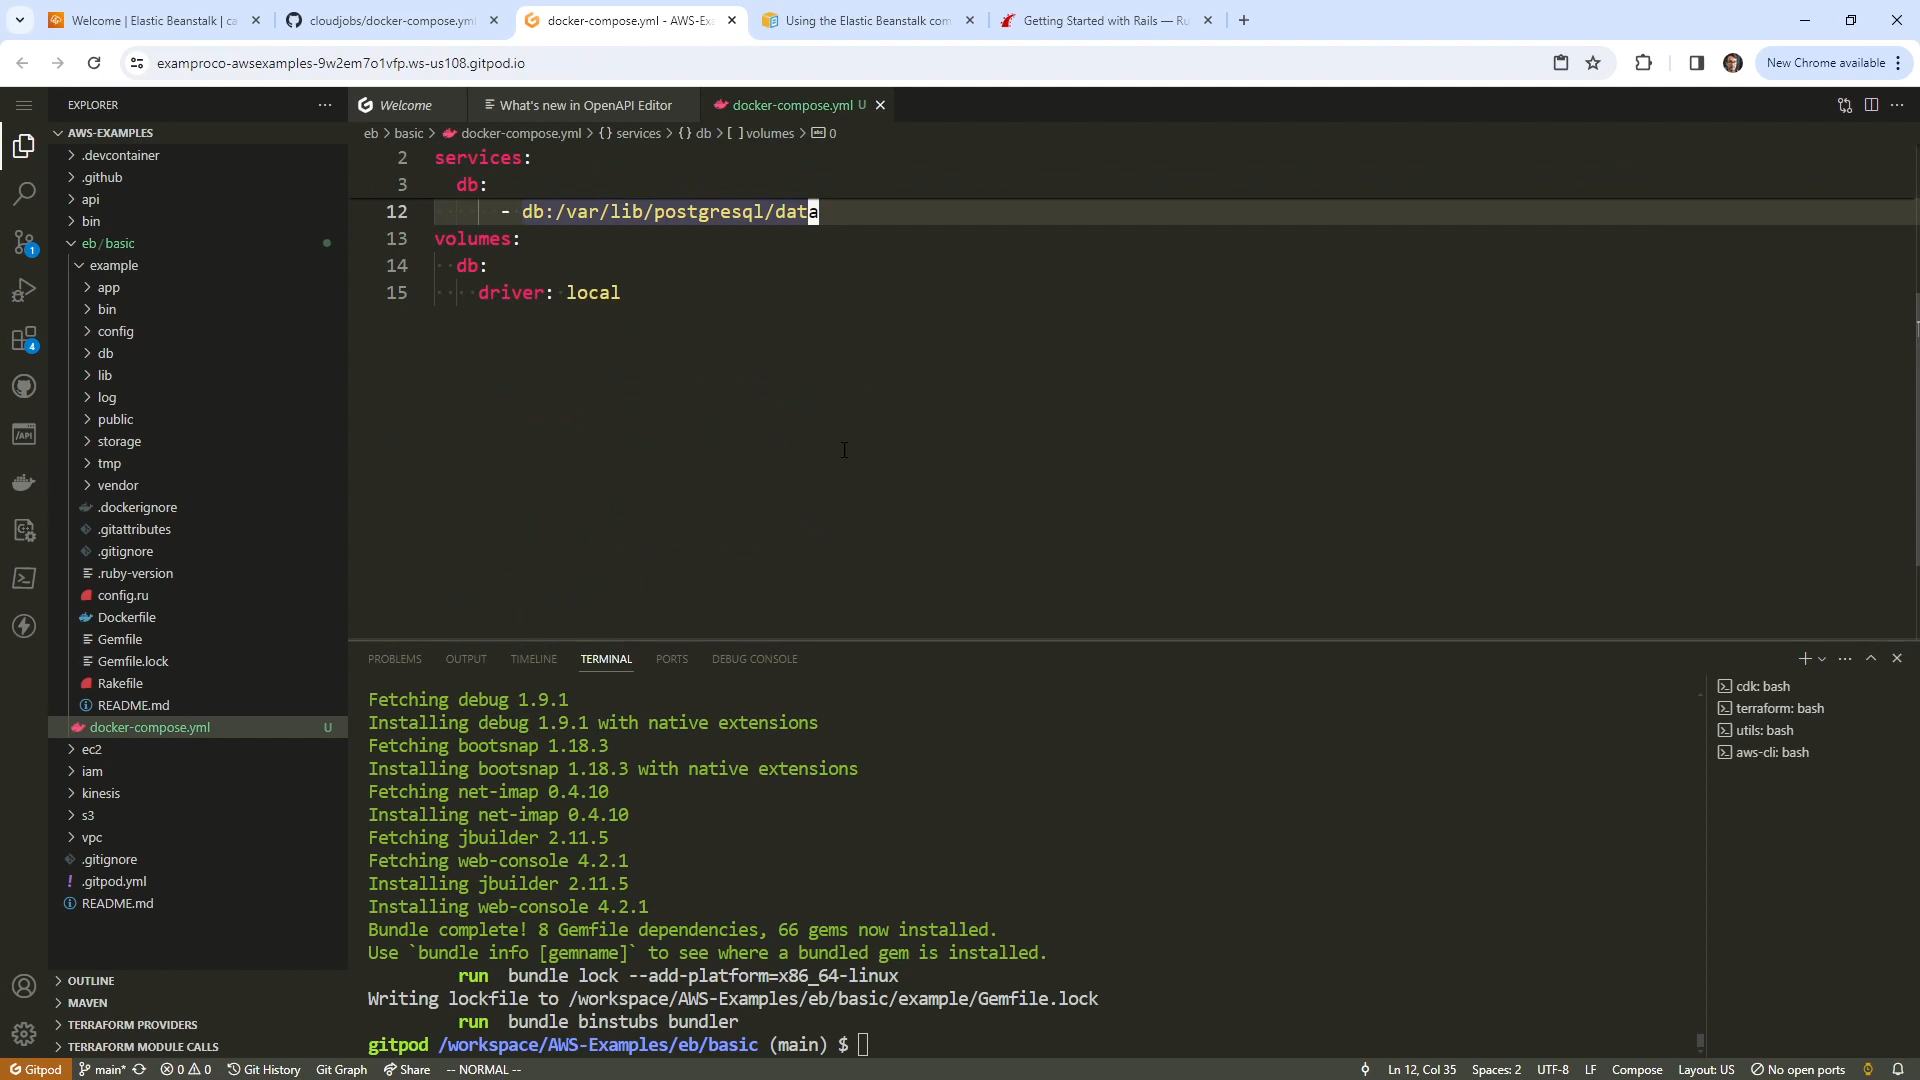 Welcome | Elastic Beanstalk | ca
cloudjobs/docker-compose.yml
docker-compose.yml - AWS-Exa
Using the Elastic Beanstalk com
Getting Started with Rails — Ru
examproco-awsexamples-9w2em7o1vfp.ws-us108.gitpod.io
New Chrome available
EXPLORER
Welcome
What's new in OpenAPI Editor
docker-compose.yml U
eb > basic > docker-compose.yml > {} services > {} db > [ ] volumes > abc 0
AWS-EXAMPLES
.devcontainer
.github
api
bin
eb / basic
example
app
bin
config
db
lib
log
public
storage
tmp
vendor
.dockerignore
.gitattributes
.gitignore
.ruby-version
config.ru
Dockerfile
Gemfile
Gemfile.lock
Rakefile
README.md
docker-compose.yml U
ec2
iam
kinesis
s3
vpc
.gitignore
.gitpod.yml
README.md
OUTLINE
MAVEN
TERRAFORM PROVIDERS
TERRAFORM MODULE CALLS
1
4
/API
2 services:
3 db:
12 - db:/var/lib/postgresql/data
13 volumes:
14 db:
15 driver: local
PROBLEMS OUTPUT TIMELINE TERMINAL PORTS DEBUG CONSOLE
Fetching debug 1.9.1
Installing debug 1.9.1 with native extensions
Fetching bootsnap 1.18.3
Installing bootsnap 1.18.3 with native extensions
Fetching net-imap 0.4.10
Installing net-imap 0.4.10
Fetching jbuilder 2.11.5
Fetching web-console 4.2.1
Installing jbuilder 2.11.5
Installing web-console 4.2.1
Bundle complete! 8 Gemfile dependencies, 66 gems now installed.
Use `bundle info [gemname]` to see where a bundled gem is installed.
run bundle lock --add-platform=x86_64-linux
Writing lockfile to /workspace/AWS-Examples/eb/basic/example/Gemfile.lock
run bundle binstubs bundler
gitpod /workspace/AWS-Examples/eb/basic (main) $
cdk: bash
terraform: bash
utils: bash
aws-cli: bash
Gitpod main* 0 0 Git History Git Graph Share -- NORMAL -- Ln 12, Col 35 Spaces: 2 UTF-8 LF Compose Layout: US No open ports